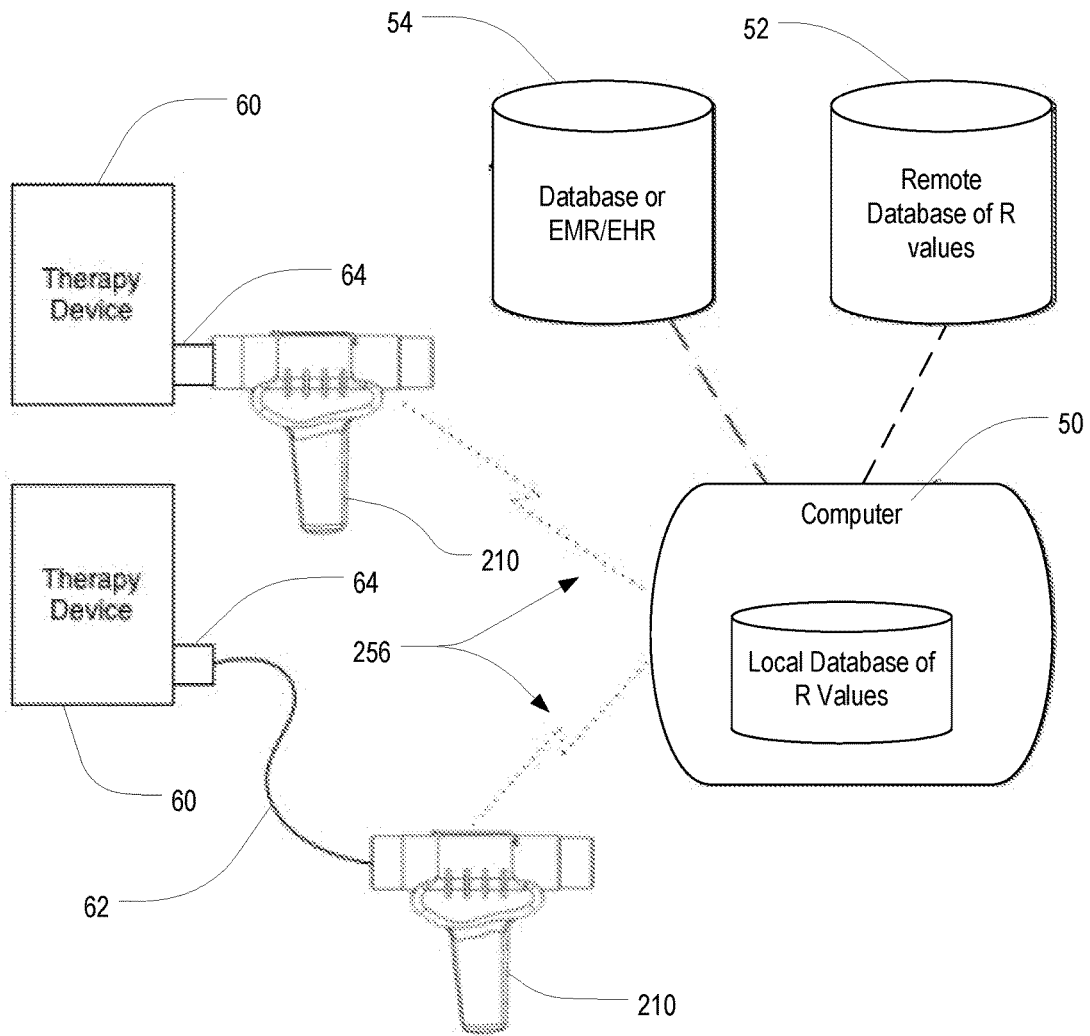 54
52
60
Database or
EMR/EHR
Remote
Database of R
values
Therapy
Device
64
50
Computer
210
Therapy
Device
64
256
Local Database of
R Values
60
62
210